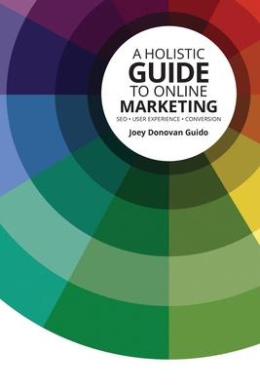 A HOLISTIC
GUIDE
TO ONLINE
MARKETING
SEO • USER EXPERIENCE • CONVERSION
Joey Donovan Guido